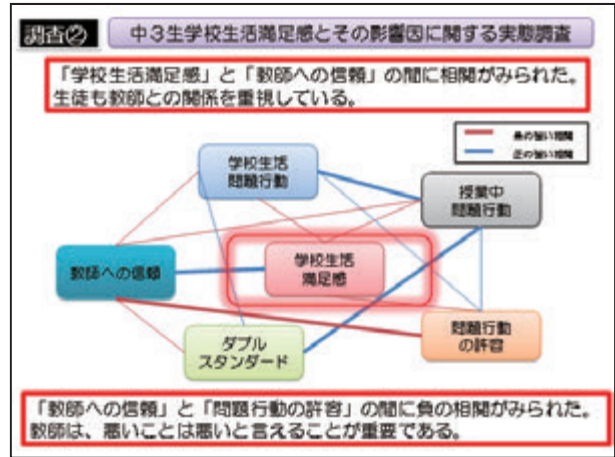 調査② 中3生学校生活満足感とその影響因に関する実態調査
「学校生活満足感」と「教師への信頼」の間に相関がみられた。
生徒も教師との関係を重視している。
負の強い相関
正の強い相関
学校生活
問題行動
授業中
問題行動
教師への信頼
学校生活
満足感
ダブル
スタンダード
問題行動
の許容
「教師への信頼」と「問題行動の許容」の間に負の相関がみられた。
教師は、悪いことは悪いと言えることが重要である。